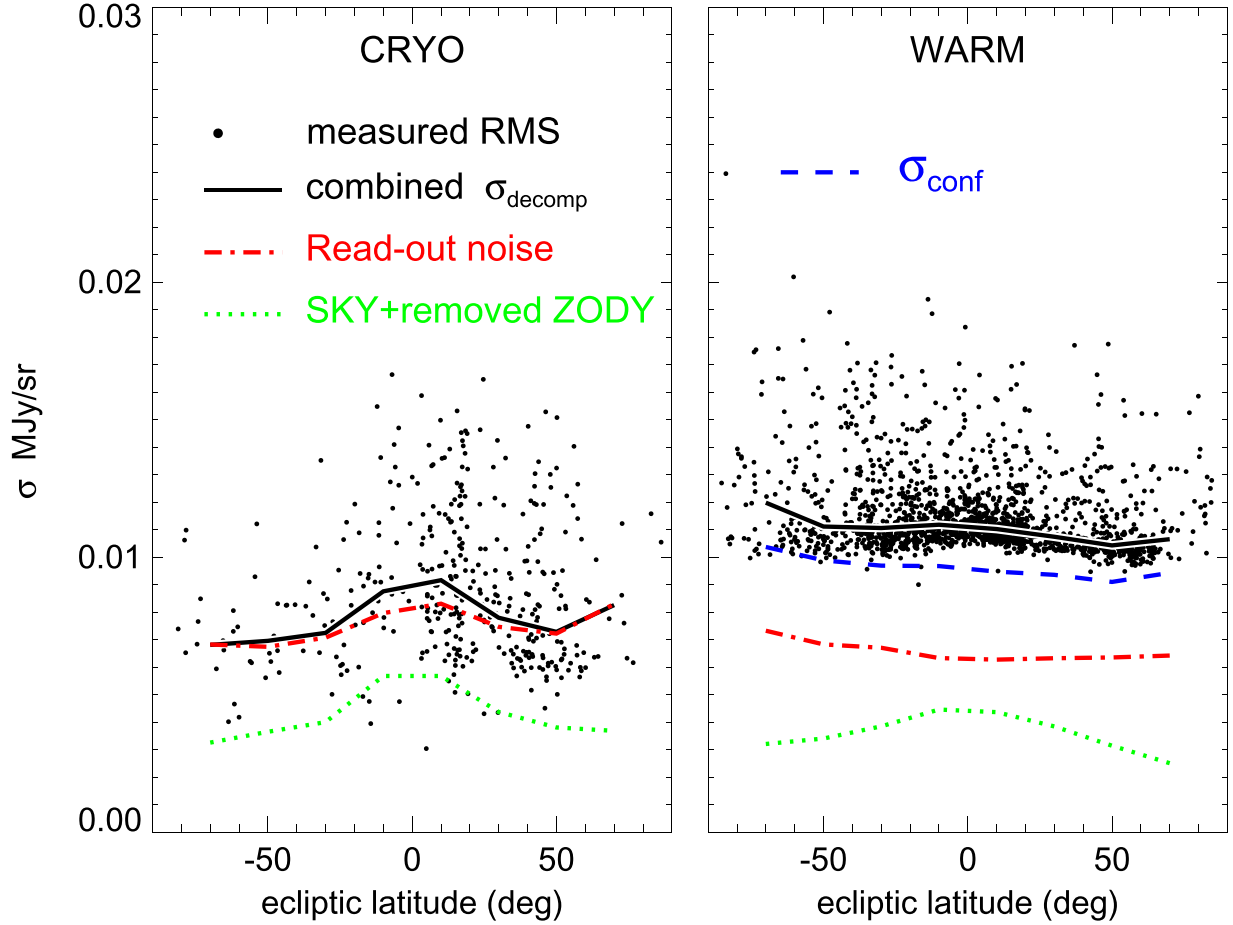 CRYO
WARM
measured RMS
combined σdecomp
Read-out noise
SKY+removed ZODY
σconf
σ MJy/sr
0.03
0.02
0.01
0.00
-50 0 50
-50 0 50
ecliptic latitude (deg)
ecliptic latitude (deg)